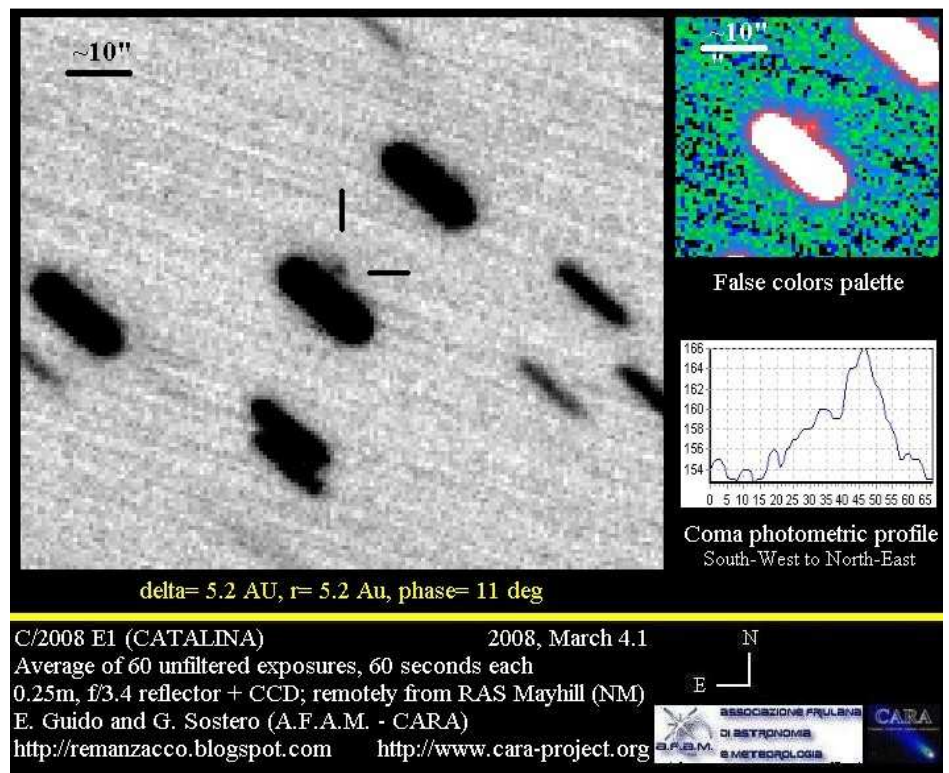 ~10"
~10"
"
False colors palette
166
164
162
160
158
156
154
0 5 10 15 20 25 30 35 40 45 50 55 60 65
Coma photometric profile
South-West to North-East
delta= 5.2 AU, r= 5.2 Au, phase= 11 deg
C/2008 E1 (CATALINA) 2008, March 4.1
Average of 60 unfiltered exposures, 60 seconds each
0.25m, f/3.4 reflector + CCD; remotely from RAS Mayhill (NM)
E. Guido and G. Sostero (A.F.A.M. - CARA)
http://remanzacco.blogspot.com http://www.cara-project.org
N
E
a.F.a.M.
ASSOCIAZIONE FRIULANA
DI ASTRONOMIA
E METEOROLOGIA
CARA